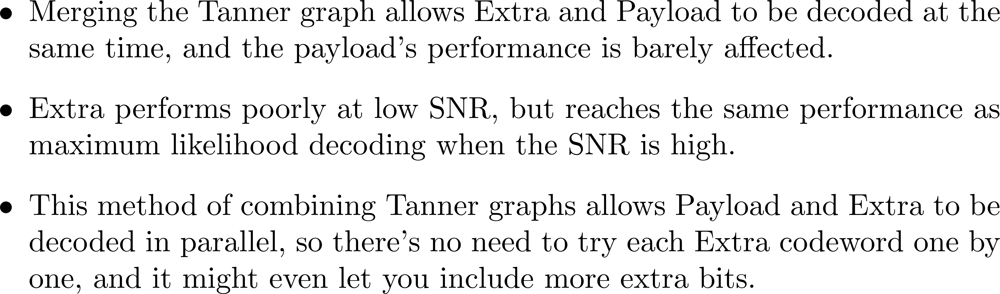 • Merging the Tanner graph allows Extra and Payload to be decoded at the
same time, and the payload's performance is barely affected.
• Extra performs poorly at low SNR, but reaches the same performance as
maximum likelihood decoding when the SNR is high.
• This method of combining Tanner graphs allows Payload and Extra to be
decoded in parallel, so there's no need to try each Extra codeword one by
one, and it might even let you include more extra bits.